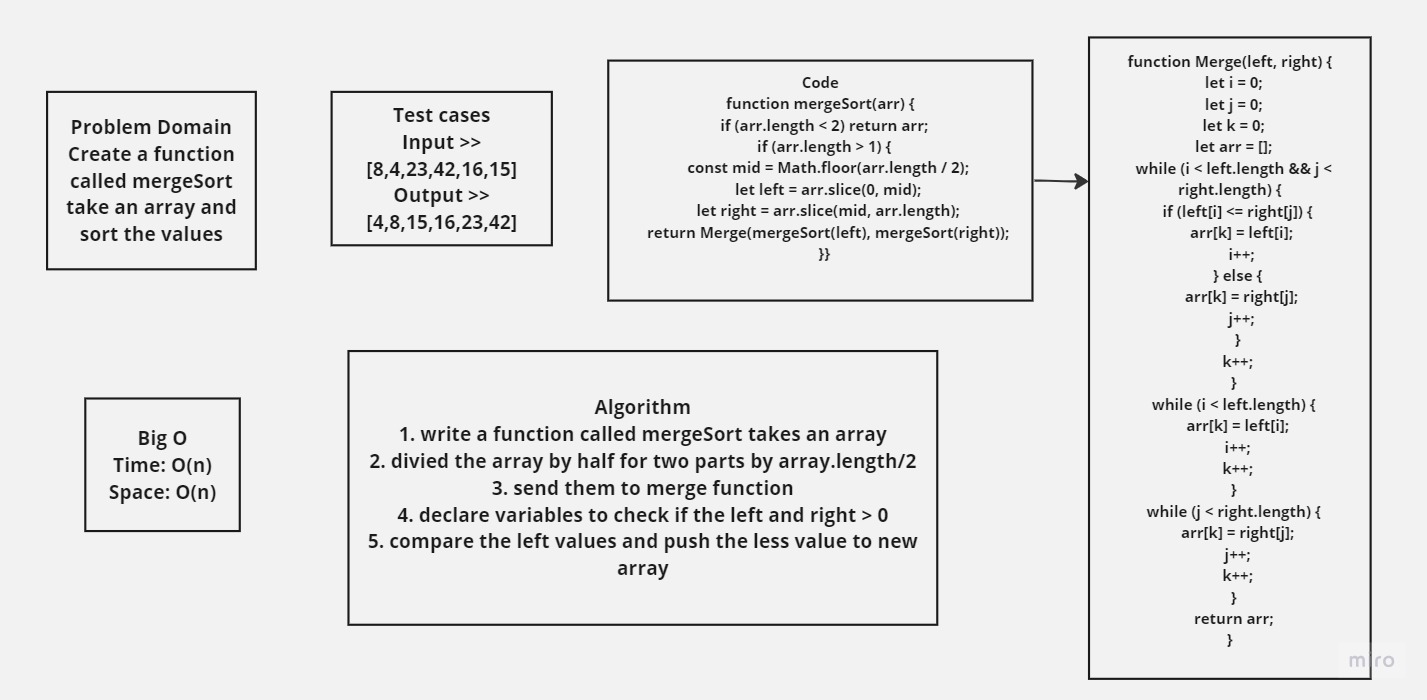 Problem Domain
Create a function
called mergeSort
take an array and
sort the values
Test cases
Input >>
[8,4,23,42,16,15]
Output >>
[4,8,15,16,23,42]
Code
function mergeSort(arr) {
if (arr.length < 2) return arr;
if (arr.length > 1) {
const mid = Math.floor(arr.length / 2);
let left = arr.slice(0, mid);
let right = arr.slice(mid, arr.length);
return Merge(mergeSort(left), mergeSort(right));
}}
function Merge(left, right) {
let i = 0;
let j = 0;
let k = 0;
let arr = [];
while (i < left.length && j <
right.length) {
if (left[i] <= right[j]) {
arr[k] = left[i];
i++;
} else {
arr[k] = right[j];
j++;
}
k++;
}
while (i < left.length) {
arr[k] = left[i];
i++;
k++;
}
while (j < right.length) {
arr[k] = right[j];
j++;
k++;
}
return arr;
}
Big O
Time: O(n)
Space: O(n)
Algorithm
1. write a function called mergeSort takes an array
2. divied the array by half for two parts by array.length/2
3. send them to merge function
4. declare variables to check if the left and right > 0
5. compare the left values and push the less value to new
array
miro